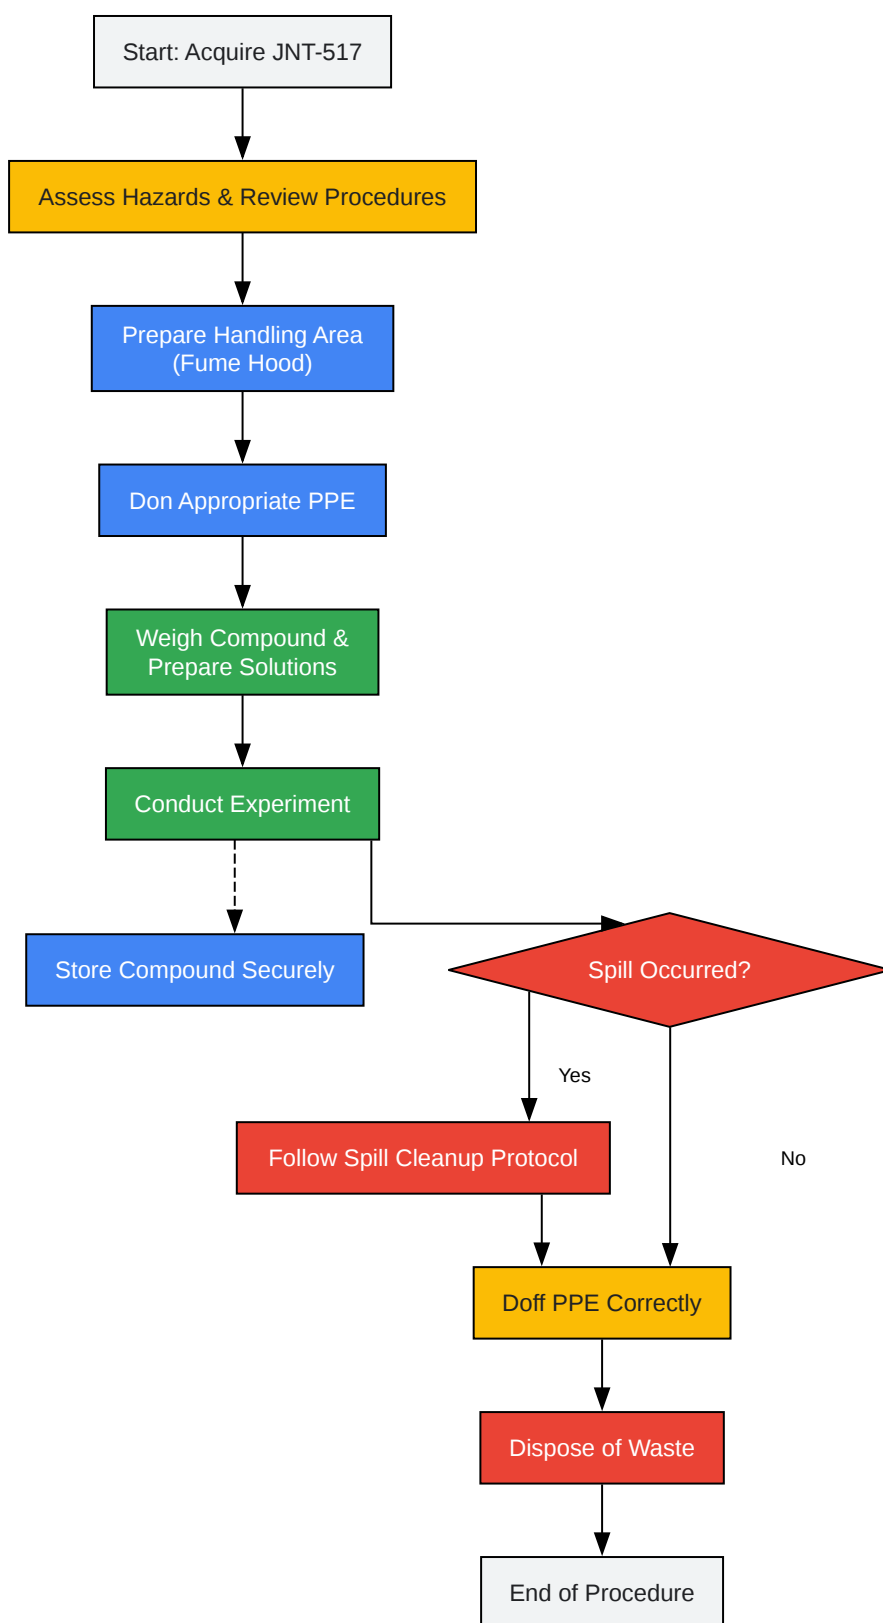 Start: Acquire JNT-517
Assess Hazards & Review Procedures
Prepare Handling Area
(Fume Hood)
Don Appropriate PPE
Weigh Compound &
Prepare Solutions
Conduct Experiment
Store Compound Securely
Spill Occurred?
Yes
Follow Spill Cleanup Protocol
No
Doff PPE Correctly
Dispose of Waste
End of Procedure